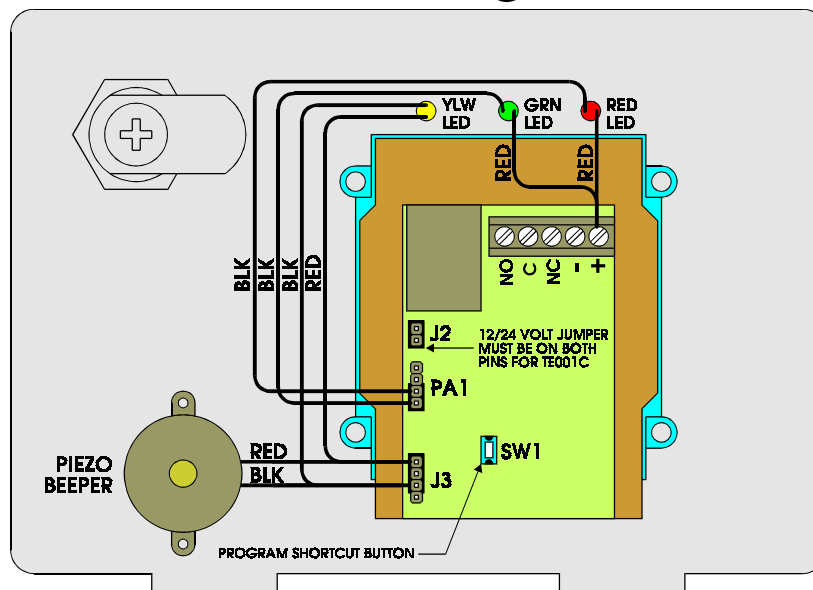 YLW
LED
GRN
LED
RED
LED
RED
RED
BLK
BLK
BLK
RED
NO
C
NC
-
+
J2
12/24 VOLT JUMPER
MUST BE ON BOTH
PINS FOR TE001C
PA1
SW1
J3
RED
BLK
PIEZO
BEEPER
PROGRAM SHORTCUT BUTTON